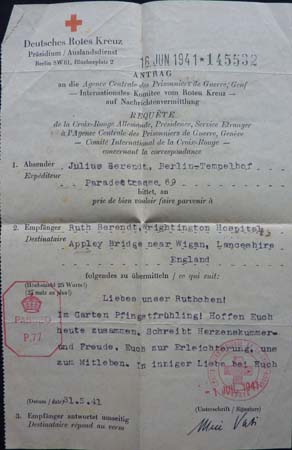 Deutsches Rotes Kreuz
Präsidium / Auslandsdienst
Berlin SW 61, Blücherplatz 2
16 JUN 1941 * 145532
ANTRAG
an die Agence Centrale des Prisonniers de Guerre, Genf
— Internationales Komitee vom Roten Kreuz —
auf Nachrichtenvermittlung
REQUÊTE
de la Croix-Rouge Allemande, Présidence, Service Etranger
à l'Agence Centrale des Prisonniers de Guerre, Genève
— Comité International de la Croix-Rouge —
concernant la correspondance
1. Absender Julius Berendt, Berlin-Tempelhof
Expéditeur Paradestrasse 69
bittet, an
prie de bien vouloir faire parvenir à
2. Empfänger Ruth Berendt, Wrightington Hospital
Destinataire Appley Bridge near Wigan, Lancshire
England
folgendes zu übermitteln / ce qui suit:
(Höchstzahl 25 Worte!)
(25 mots au plus!)
Liebes unser Ruthchen!
im Garten Pfingstfrühling! Hoffen Euch
heute zusammen. Schreibt Herzenskummer
und Freude. Euch zur Erleichterung, uns
zum Mitleben. In inniger Liebe bei Euch
PASSED
P.77
(Datum / date) 31.5.41
(Unterschrift / Signature)
3. Empfänger antwortet umseitig
Destinataire répond au verso
Vati